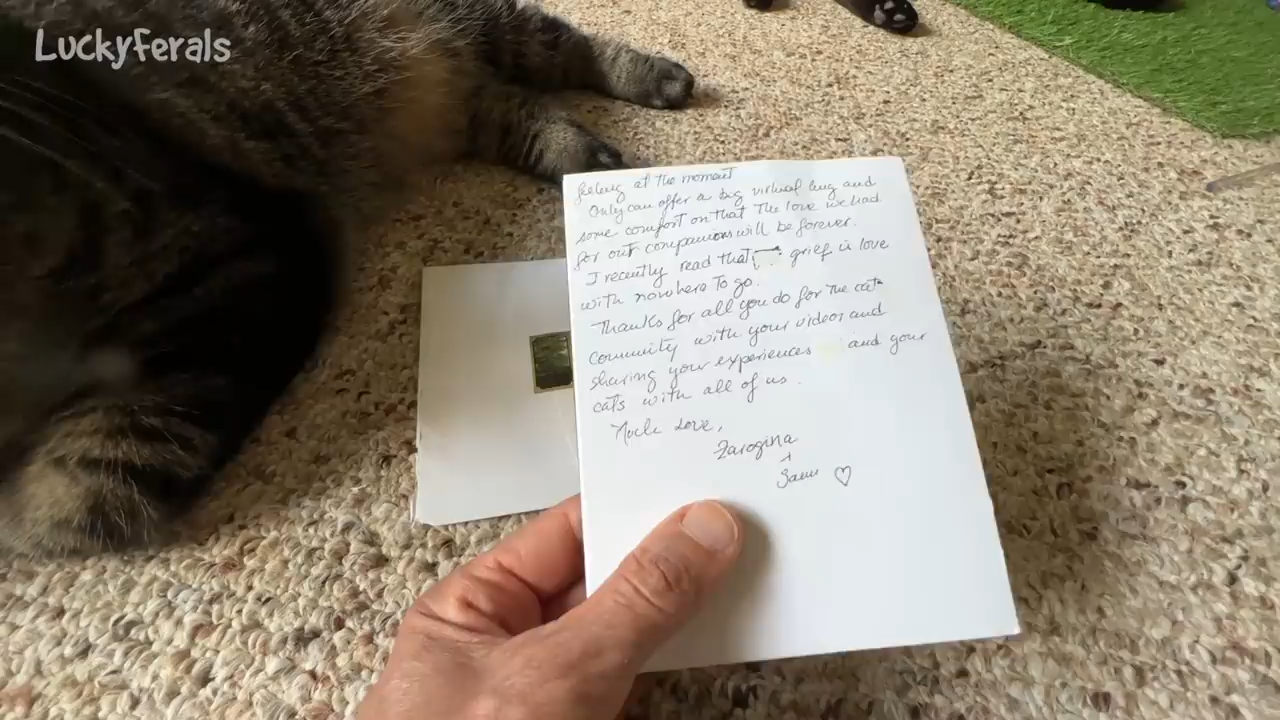 LuckyFerals
feeling at the moment
Only can offer a big virtual hug and
some comfort on that the love we had
for our companions will be forever.
I recently read that grief is love
with nowhere to go.
Thanks for all you do for the cat
community with your videos and
sharing your experiences and your
cats with all of us.
Much Love,